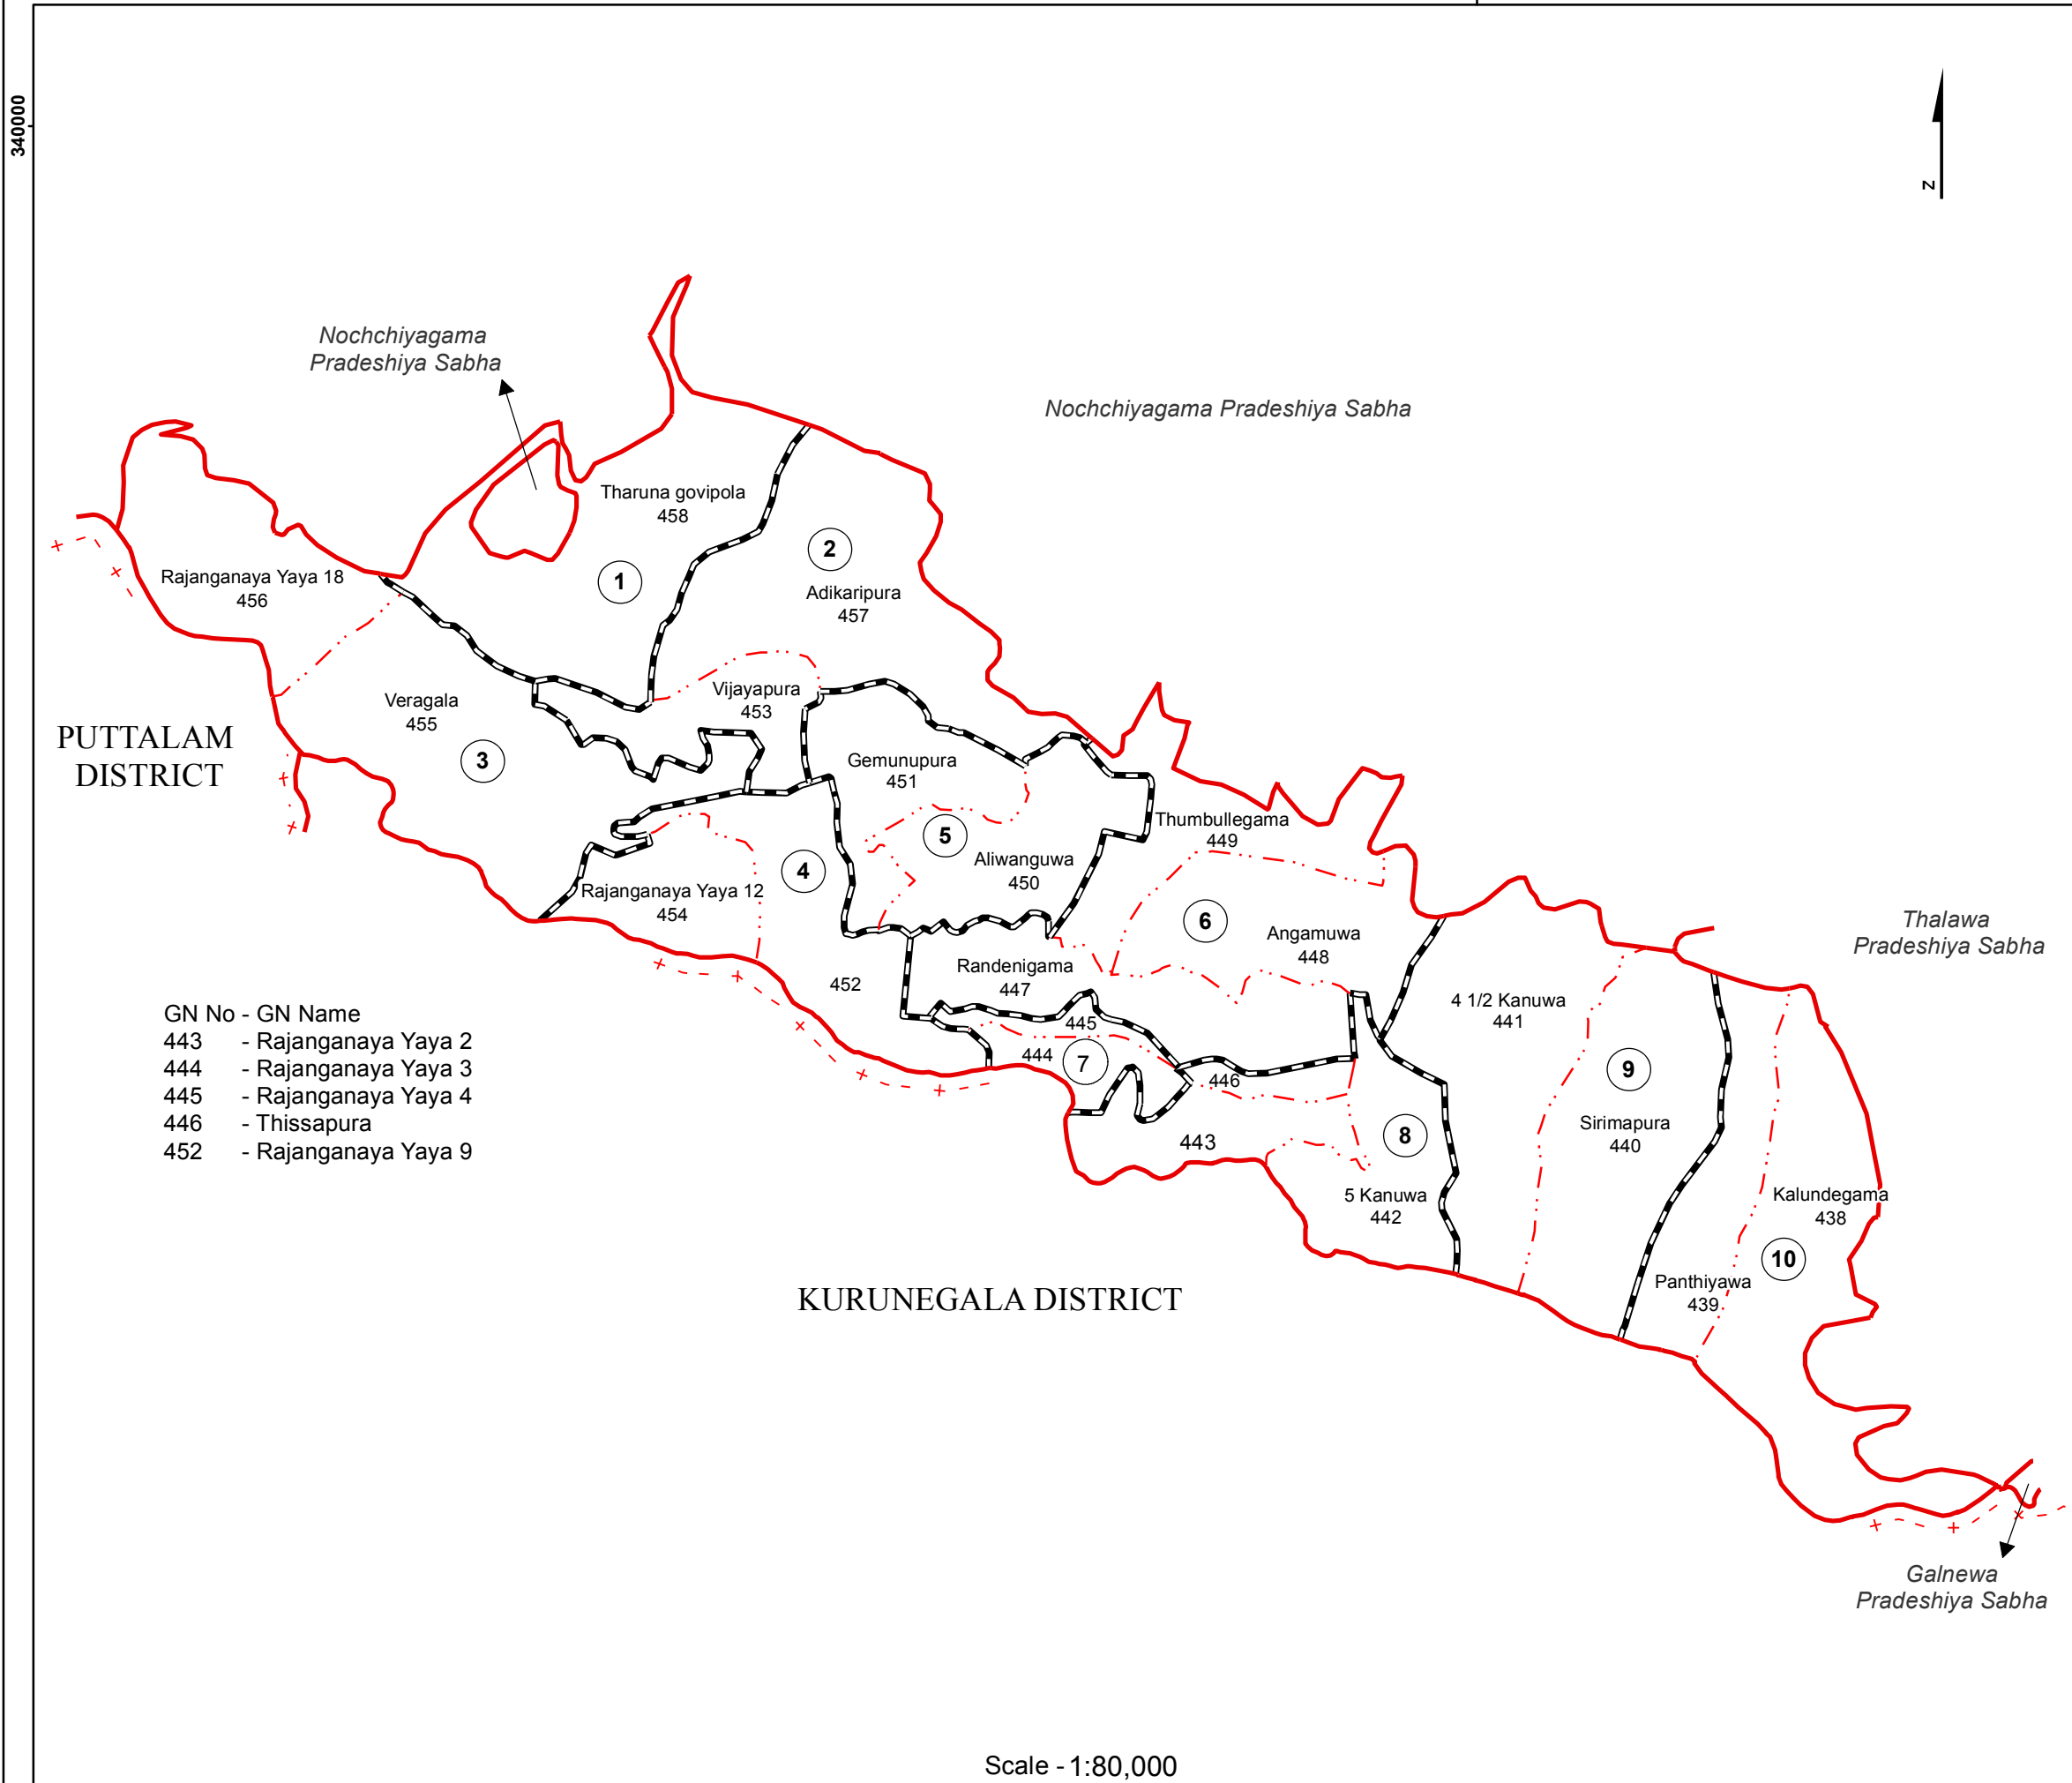 340000
N
Nochchiyagama
Pradeshiya Sabha
Nochchiyagama Pradeshiya Sabha
Tharuna govipola
458
1
2
Adikaripura
457
Rajanganaya Yaya 18
456
Veragala
455
3
Vijayapura
453
PUTTALAM
DISTRICT
Gemunupura
451
5
Aliwanguwa
450
4
Rajanganaya Yaya 12
454
Thumbullegama
449
6
Angamuwa
448
Thalawa
Pradeshiya Sabha
452
Randenigama
447
445
444
7
446
443
4 1/2 Kanuwa
441
9
Sirimapura
440
8
5 Kanuwa
442
Kalundegama
438
10
Panthiyawa
439
GN No - GN Name
443 - Rajanganaya Yaya 2
444 - Rajanganaya Yaya 3
445 - Rajanganaya Yaya 4
446 - Thissapura
452 - Rajanganaya Yaya 9
KURUNEGALA DISTRICT
Galnewa
Pradeshiya Sabha
Scale - 1:80,000